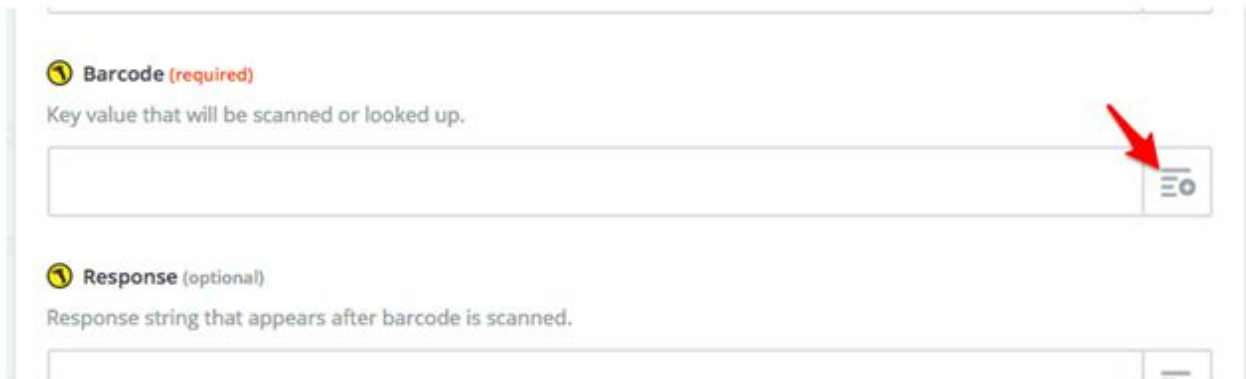 Barcode (required)
Key value that will be scanned or looked up.
Response (optional)
Response string that appears after barcode is scanned.